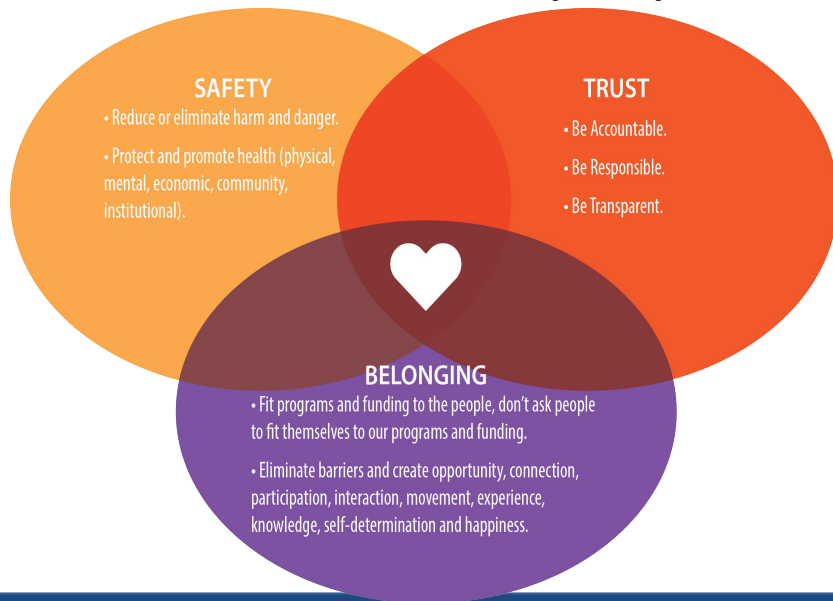 SAFETY
• Reduce or eliminate harm and danger.
• Protect and promote health (physical,
mental, economic, community,
institutional).
TRUST
• Be Accountable.
• Be Responsible.
• Be Transparent.
BELONGING
• Fit programs and funding to the people, don’t ask people
to fit themselves to our programs and funding.
• Eliminate barriers and create opportunity, connection,
participation, interaction, movement, experience,
knowledge, self-determination and happiness.